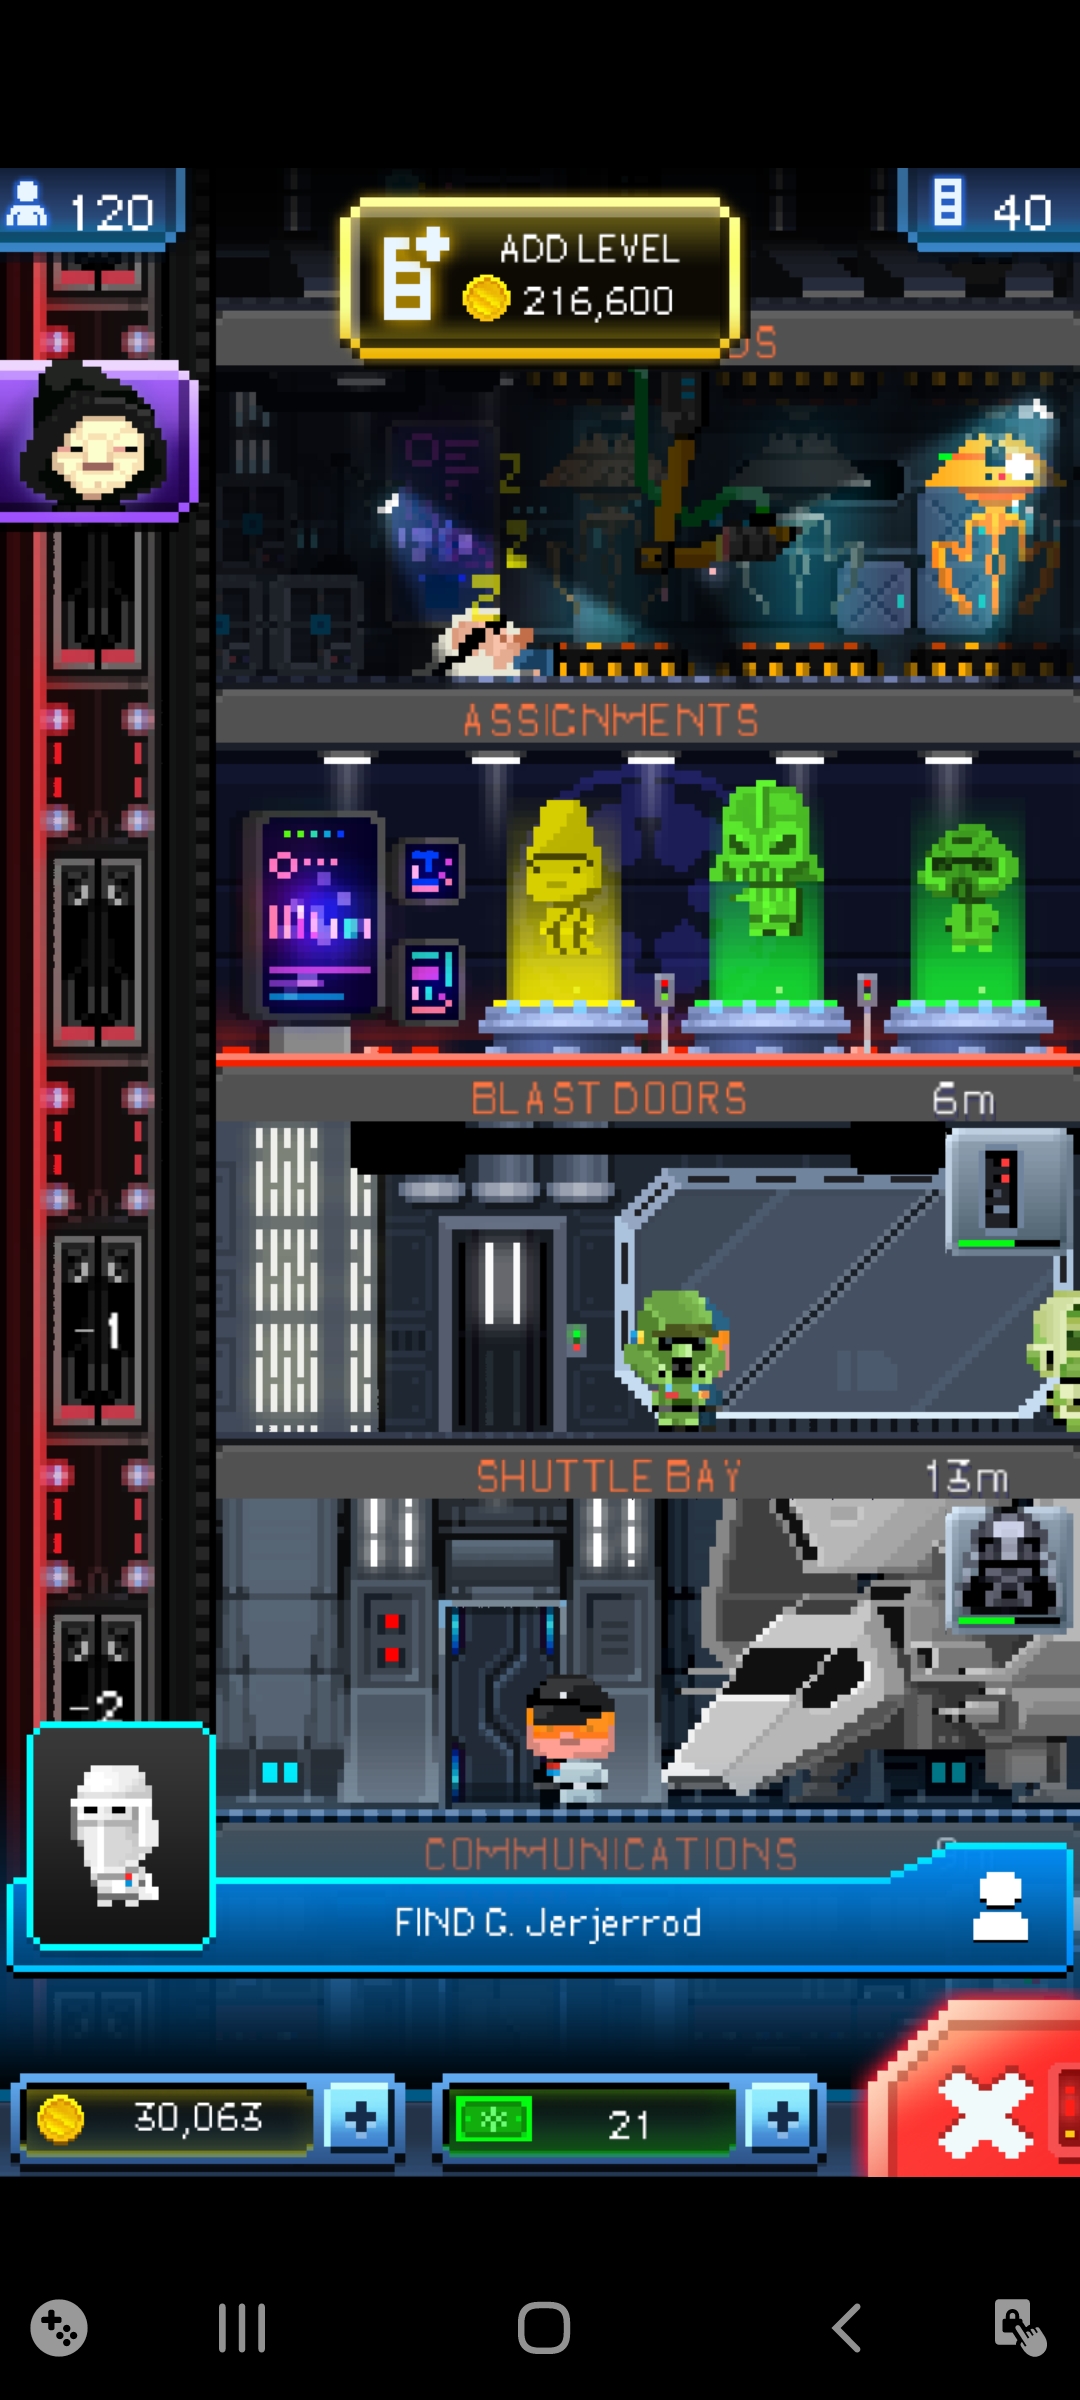 120
ADD LEVEL
216,600
40
DS
ASSIGNMENTS
BLAST DOORS 6m
-1
SHUTTLE BAY 13m
-2
COMMUNICATIONS
FIND G. Jerjerrod
30,063
21